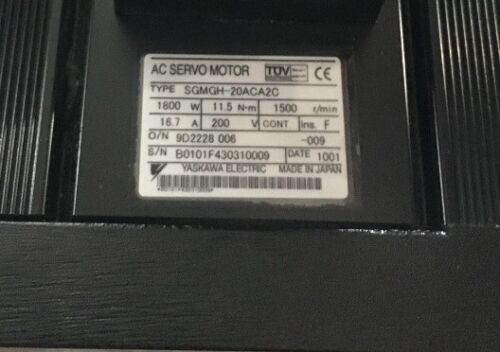 AC SERVO MOTOR TÜV CE
TYPE SGMGH-20ACA2C
1800 W 11.5 N·m 1500 r/min
16.7 A 200 V CONT Ins. F
O/N 9D2228 006 -009
S/N B0101F430310009 DATE 1001
YASKAWA ELECTRIC MADE IN JAPAN